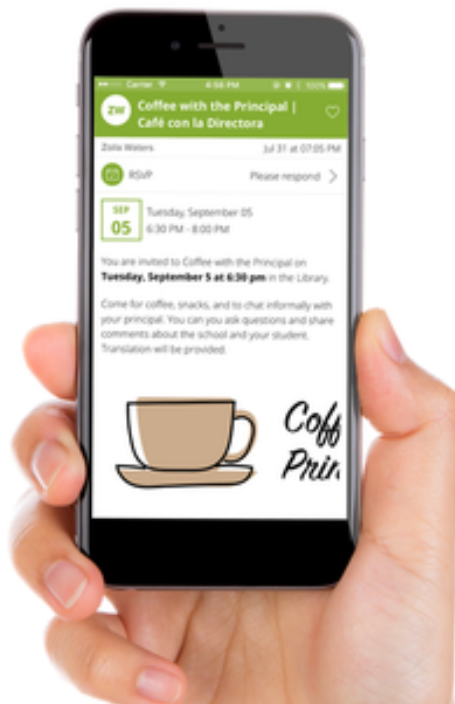 Carrier 4:56 PM 100%
ZW Coffee with the Principal |
Café con la Directora
Zoila Waters Jul 31 at 07:05 PM
RSVP Please respond
SEP
05
Tuesday, September 05
6:30 PM - 8:00 PM
You are invited to Coffee with the Principal on
Tuesday, September 5 at 6:30 pm in the Library.
Come for coffee, snacks, and to chat informally with
your principal. You can you ask questions and share
comments about the school and your student.
Translation will be provided.
Coff
Prin